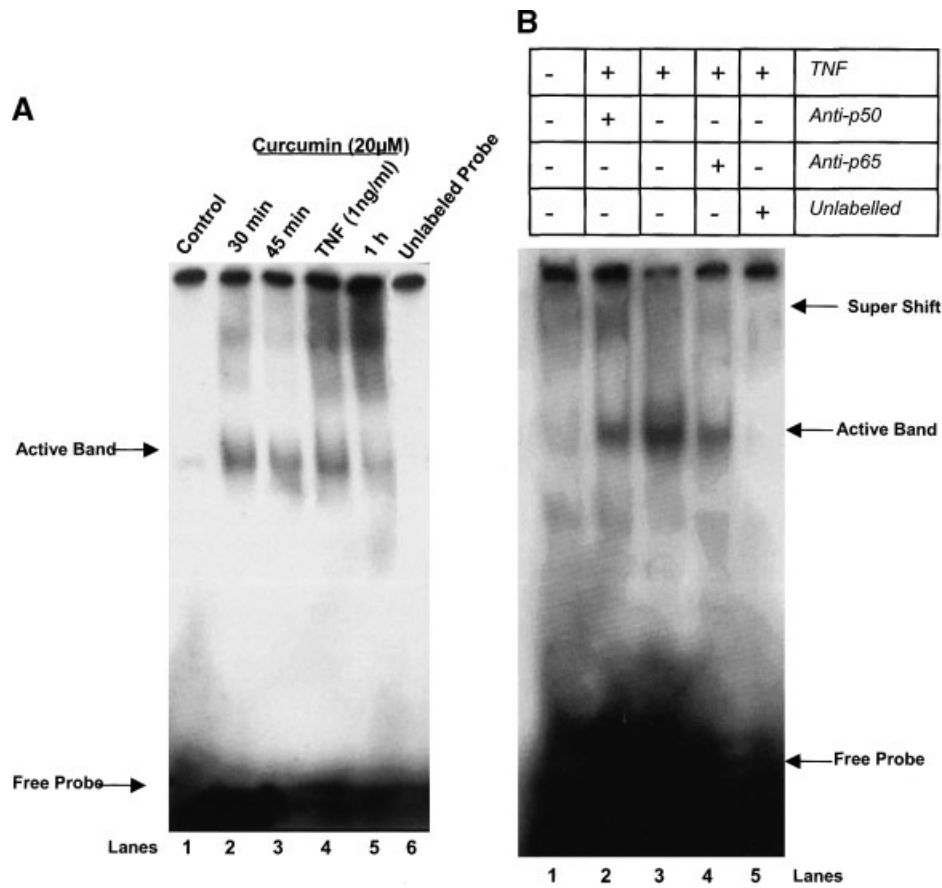 A
Curcumin (20µM)
Control
30 min
45 min
TNF (1ng/ml)
1 h
Unlabeled Probe
Active Band
Free Probe
Lanes 1 2 3 4 5 6
B
- + + + + TNF
- + - - - Anti-p50
- - - + - Anti-p65
- - - - + Unlabelled
Super Shift
Active Band
Free Probe
1 2 3 4 5 Lanes